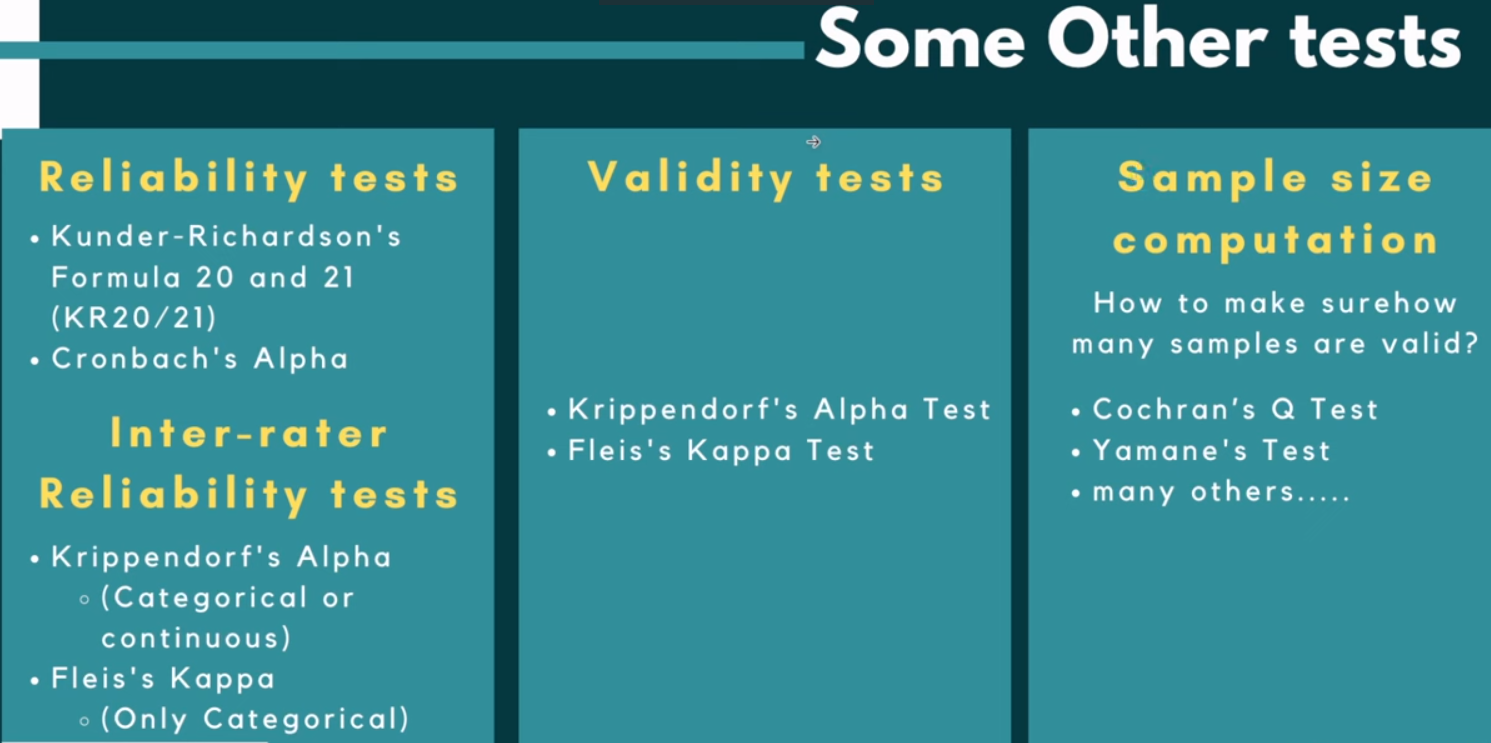 Some Other tests
Reliability tests
• Kunder-Richardson's
Formula 20 and 21
(KR20/21)
• Cronbach's Alpha
Inter-rater
Reliability tests
• Krippendorf's Alpha
◦ (Categorical or
continuous)
• Fleis's Kappa
◦ (Only Categorical)
Validity tests
• Krippendorf's Alpha Test
• Fleis's Kappa Test
Sample size
computation
How to make surehow
many samples are valid?
• Cochran's Q Test
• Yamane's Test
• many others.....